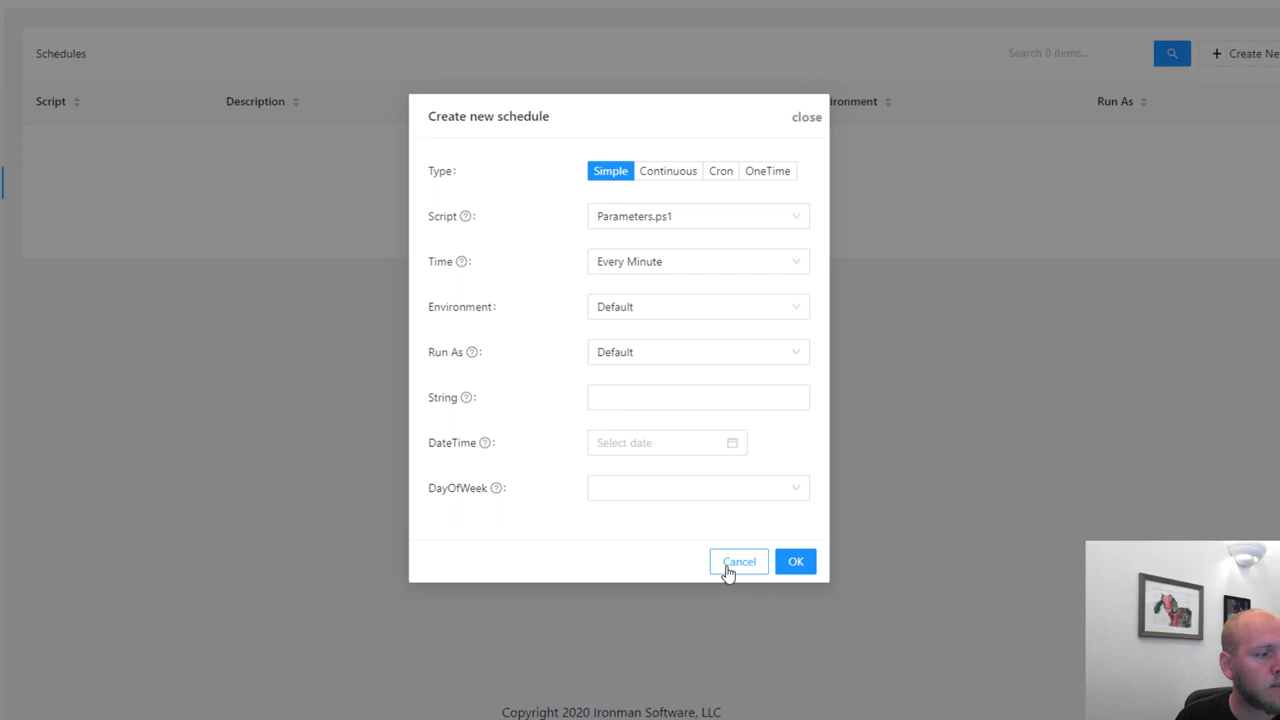 Schedules
Search 0 items...
+ Create Ne
Script
Description
ironment
Run As
Create new schedule
close
Type:
Simple Continuous Cron OneTime
Script ?:
Parameters.ps1
Time ?:
Every Minute
Environment:
Default
Run As ?:
Default
String ?:
DateTime ?:
Select date
DayOfWeek ?:
Cancel
OK
Copyright 2020 Ironman Software, LLC